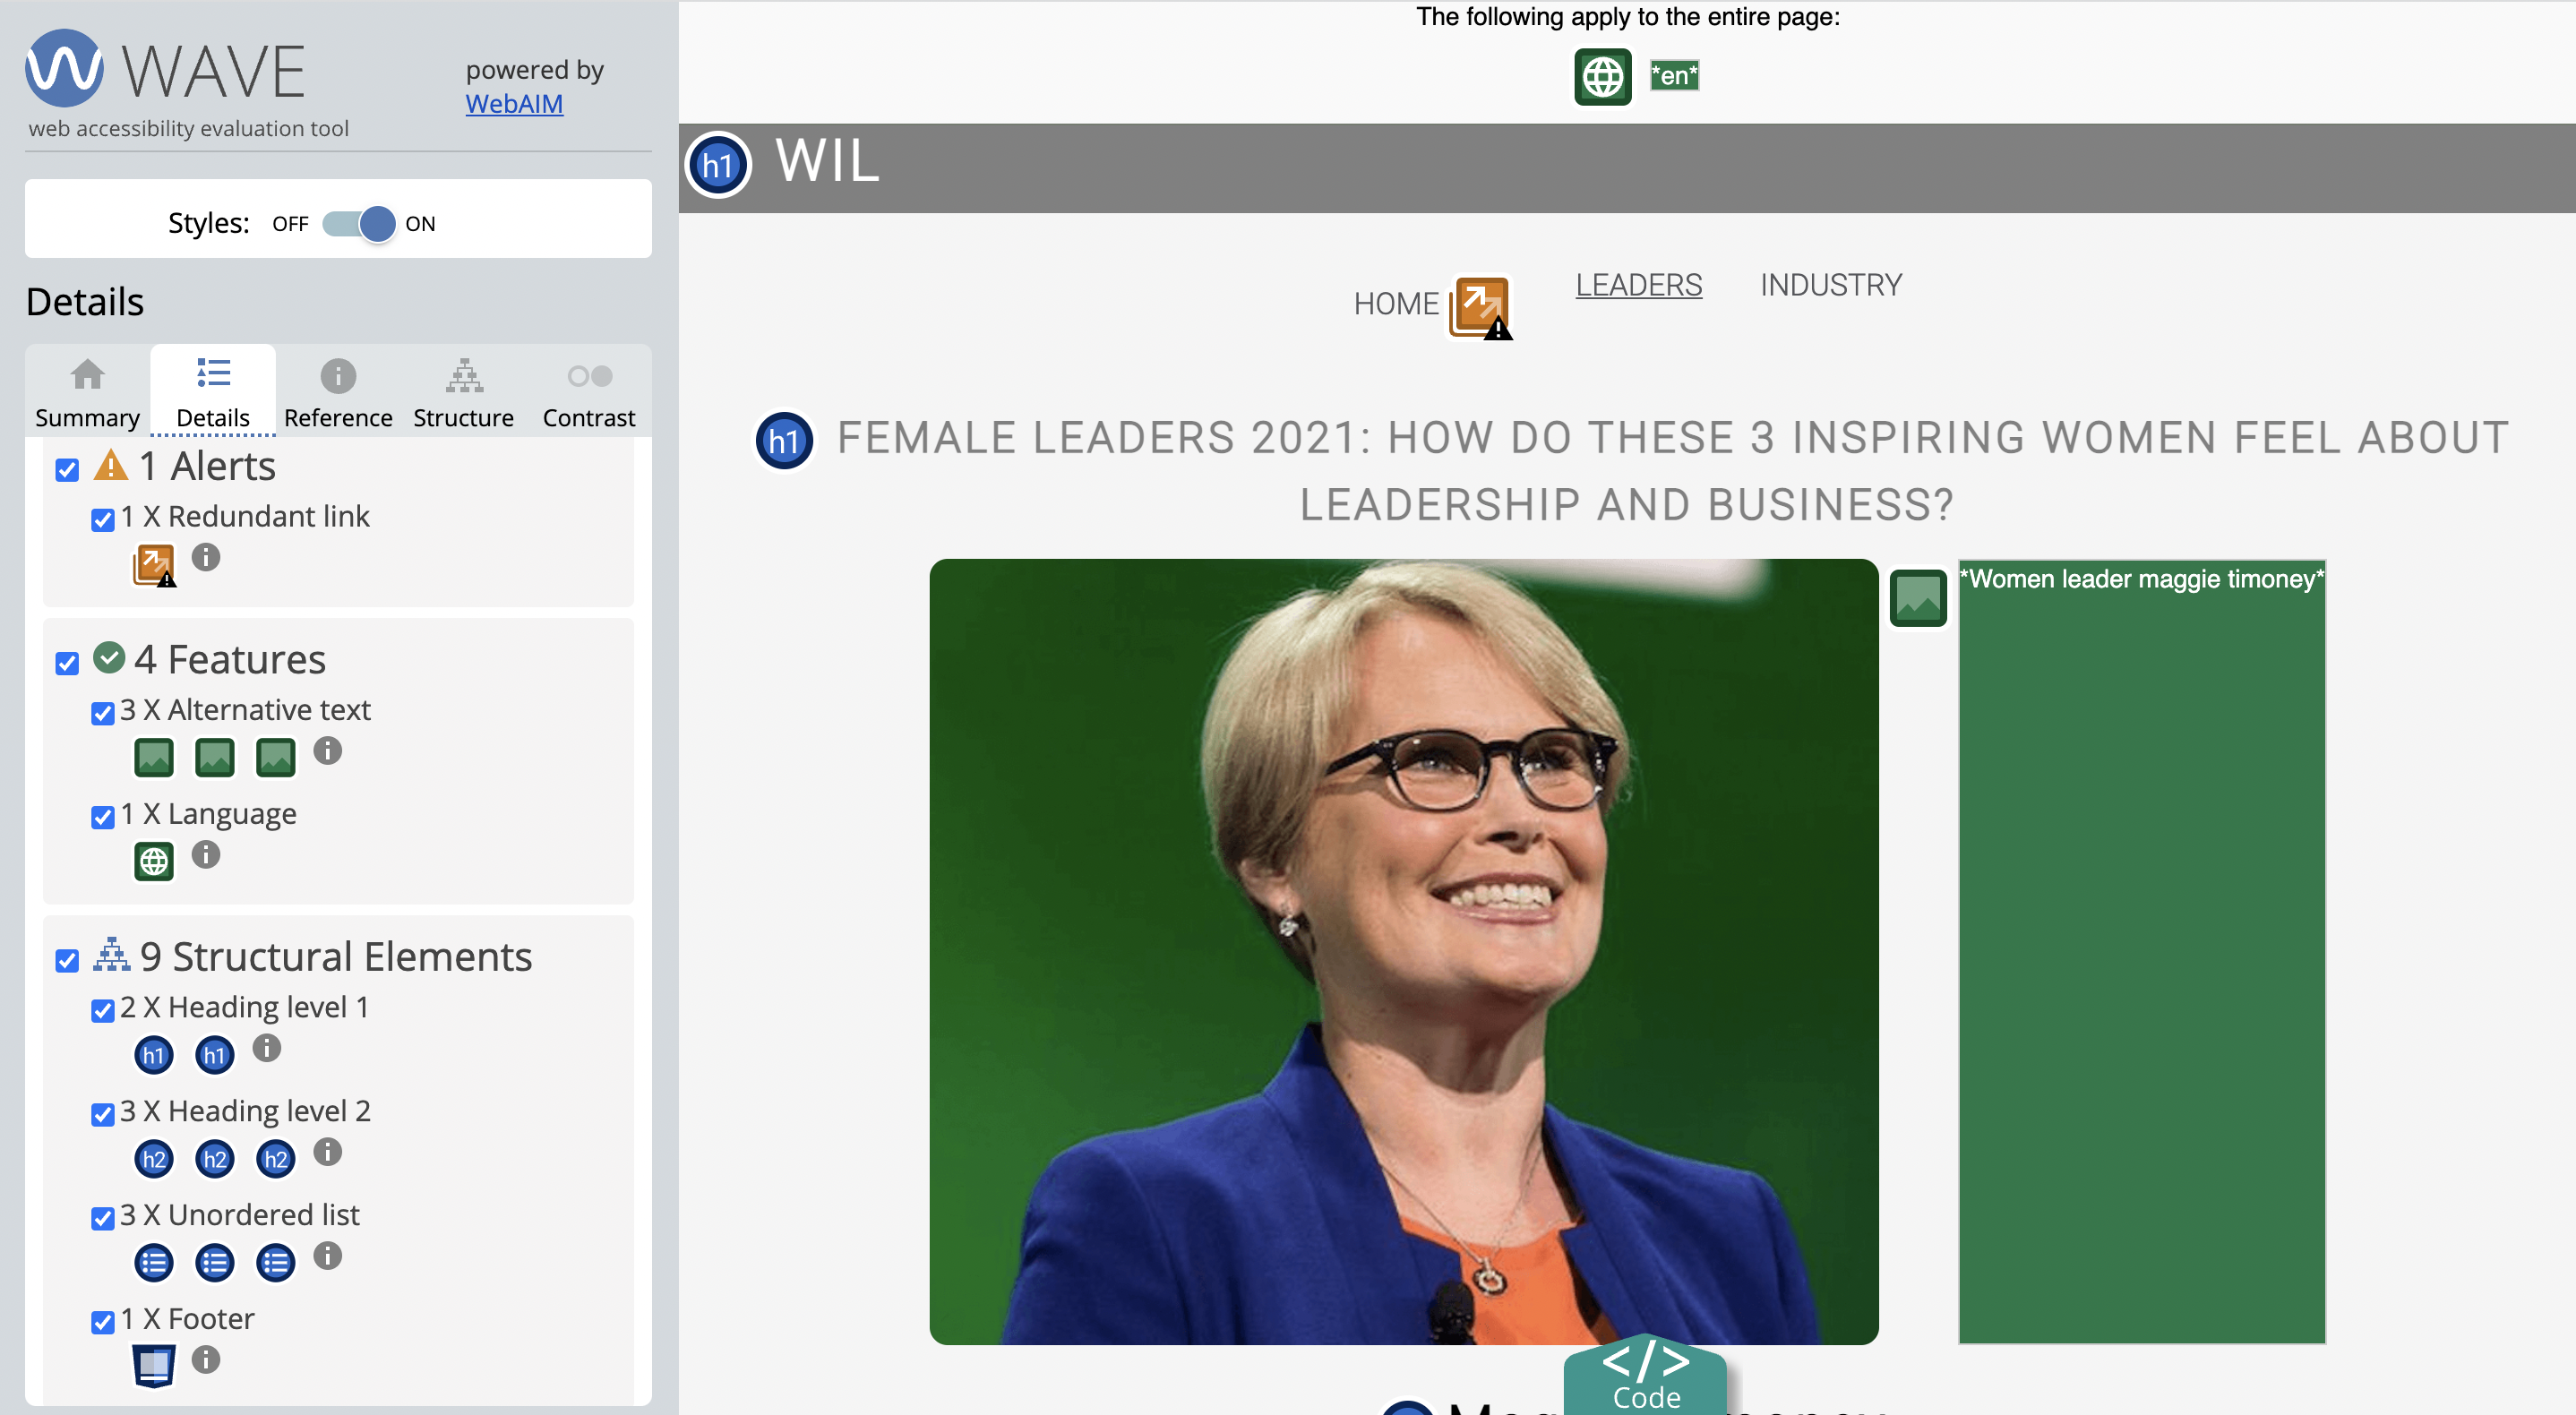 WAVE
powered by
WebAIM
web accessibility evaluation tool
Styles: OFF ON
Details
Summary Details Reference Structure Contrast
1 Alerts
1 X Redundant link
4 Features
3 X Alternative text
1 X Language
9 Structural Elements
2 X Heading level 1
h1 h1
3 X Heading level 2
h2 h2 h2
3 X Unordered list
1 X Footer
The following apply to the entire page:
*en*
h1 WIL
HOME LEADERS INDUSTRY
h1 FEMALE LEADERS 2021: HOW DO THESE 3 INSPIRING WOMEN FEEL ABOUT
LEADERSHIP AND BUSINESS?
*Women leader maggie timoney*
</>
Code